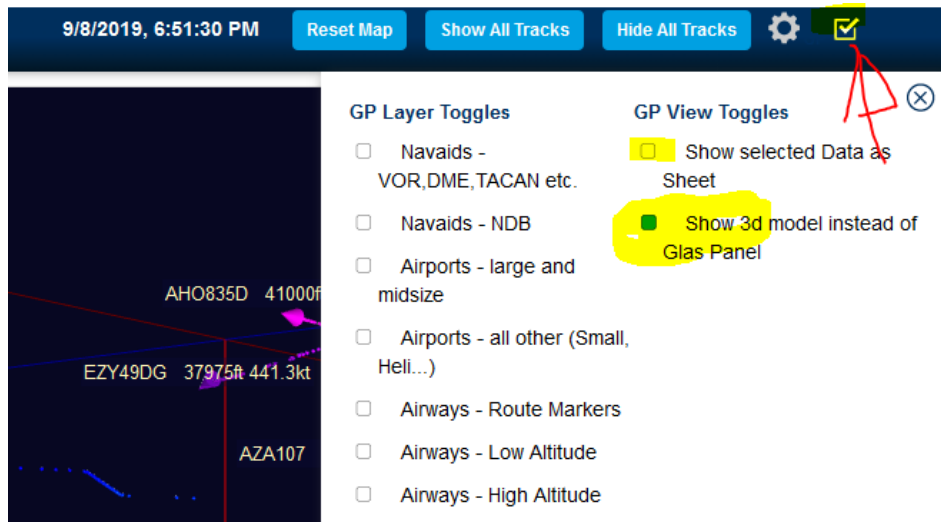 9/8/2019, 6:51:30 PM Reset Map Show All Tracks Hide All Tracks
GP Layer Toggles
Navaids -
VOR,DME,TACAN etc.
Navaids - NDB
Airports - large and
midsize
Airports - all other (Small,
Heli...)
Airways - Route Markers
Airways - Low Altitude
Airways - High Altitude
GP View Toggles
Show selected Data as
Sheet
Show 3d model instead of
Glas Panel
AHO835D 41000f
EZY49DG 37975ft 441.3kt
AZA107